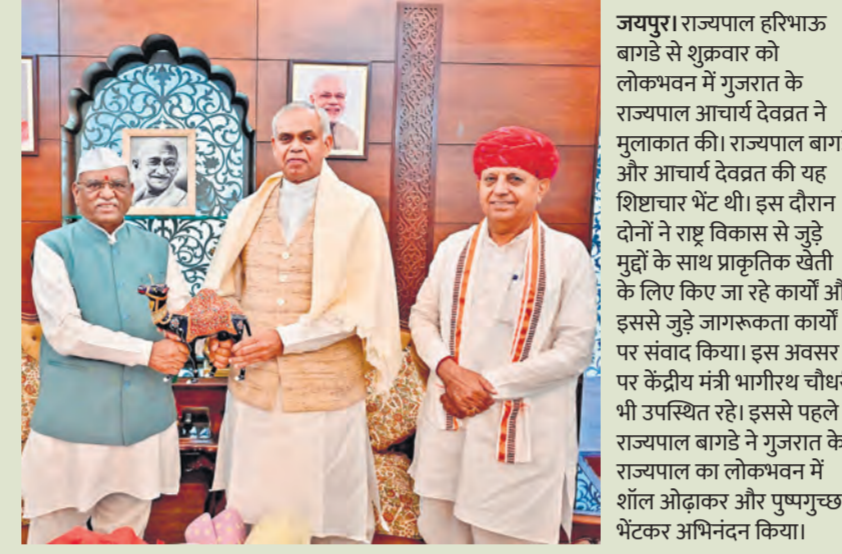 जयपुर। राज्यपाल हरिभाऊ
बागडे से शुक्रवार को
लोकभवन में गुजरात के
राज्यपाल आचार्य देवव्रत ने
मुलाकात की। राज्यपाल
और आचार्य देवव्रत की यह
शिष्टाचार भेंट थी। इस दौरान
दोनों ने राष्ट्र विकास से जुड़े
मुद्दों के साथ प्राकृतिक खेती
के लिए किए जा रहे कार्यों
इससे जुड़े जागरूकता कार्यों
पर संवाद किया। इस अवसर
पर केंद्रीय मंत्री भागीरथ
भी उपस्थित रहे। इससे पहले
राज्यपाल बागडे ने गुजरात के
राज्यपाल का लोकभवन में
शॉल ओढ़ाकर और पुष्पगुच्छ
भेंटकर अभिनंदन किया।